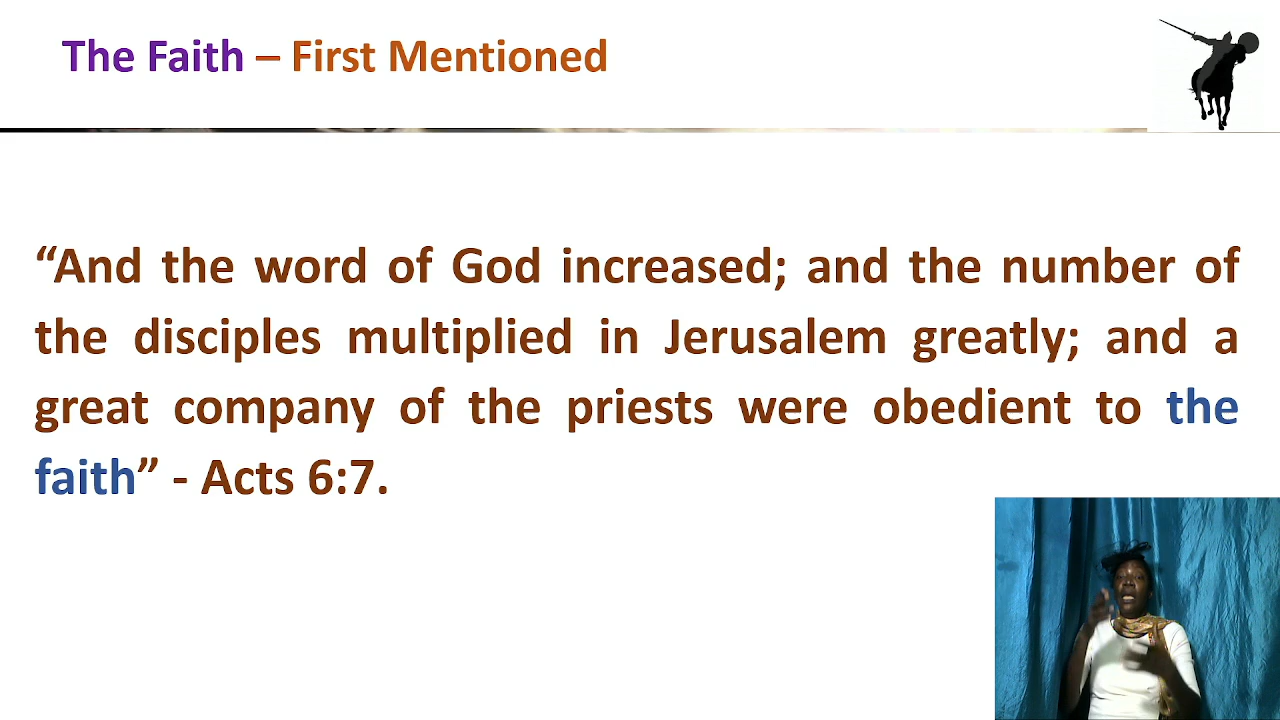 The Faith – First Mentioned
“And the word of God increased; and the number of
the disciples multiplied in Jerusalem greatly; and a
great company of the priests were obedient to the
faith” - Acts 6:7.